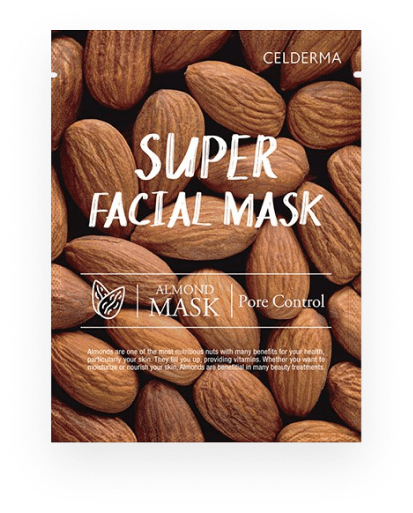 CELDERMA
SUPER
FACIAL MASK
ALMOND
MASK
Pore Control
Almonds are one of the most nutritious nuts with many benefits for your health,
particularly your skin. They fill you up, providing vitamins. Whether you want to
moisturize or nourish your skin, Almonds are beneficial in many beauty treatments.